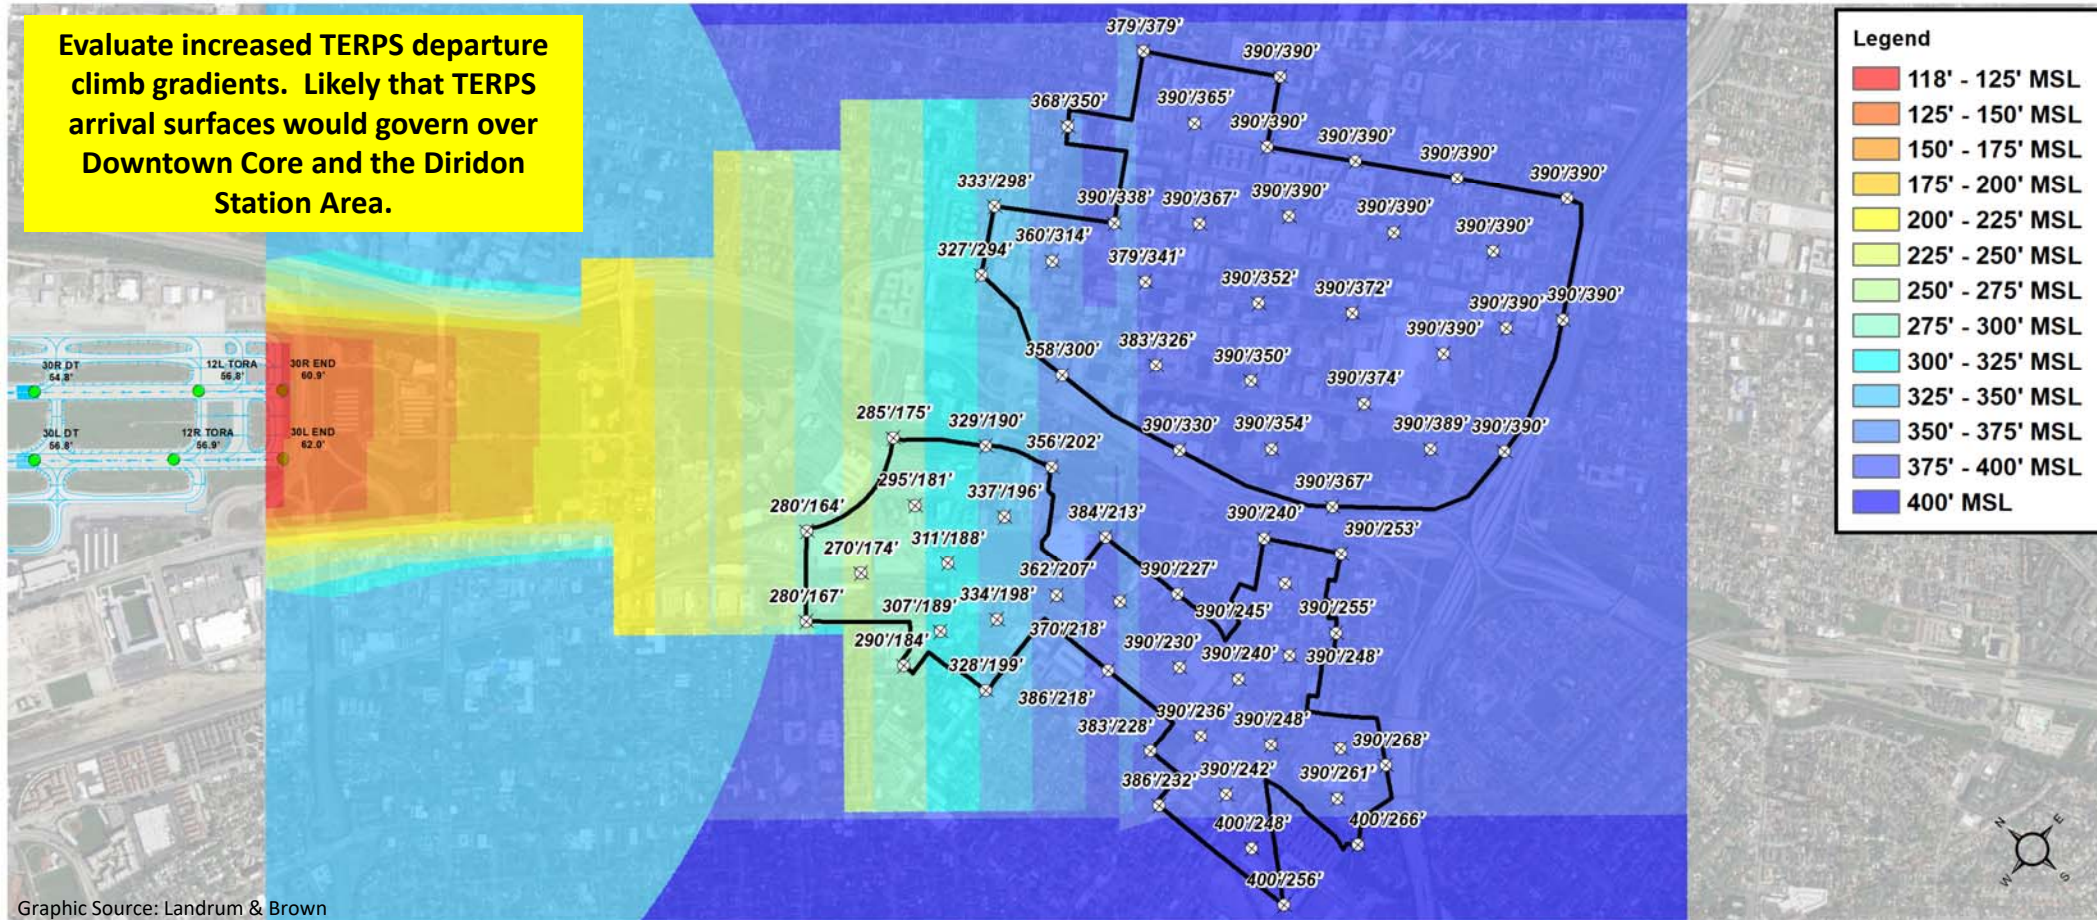 Evaluate increased TERPS departure
climb gradients.  Likely that TERPS
arrival surfaces would govern over
Downtown Core and the Diridon
Station Area.
379'/379'
390'/390'
368'/350'
390'/365'
390'/390'
390'/390'
390'/390'
390'/390'
333'/298'
390'/338'
390'/367'
390'/390'
390'/390'
390'/390'
327'/294'
360'/314'
379'/341'
390'/352'
390'/372'
390'/390'
390'/390'
390'/390'
358'/300'
383'/326'
390'/350'
390'/374'
390'/330'
390'/354'
390'/389'
390'/390'
390'/367'
285'/175'
329'/190'
356'/202'
295'/181'
337'/196'
280'/164'
384'/213'
390'/240'
390'/253'
270'/174'
311'/188'
362'/207'
390'/227'
280'/167'
307'/189'
334'/198'
390'/245'
390'/255'
290'/184'
370'/218'
390'/230'
390'/240'
390'/248'
328'/199'
386'/218'
383'/228'
390'/236'
390'/248'
390'/268'
386'/232'
390'/242'
390'/261'
400'/248'
400'/266'
400'/256'
30R DT
54.8'
12L TORA
56.8'
30R END
60.9'
30L DT
56.8'
12R TORA
56.9'
30L END
62.0'
Legend
118' - 125' MSL
125' - 150' MSL
150' - 175' MSL
175' - 200' MSL
200' - 225' MSL
225' - 250' MSL
250' - 275' MSL
275' - 300' MSL
300' - 325' MSL
325' - 350' MSL
350' - 375' MSL
375' - 400' MSL
400' MSL
N
E
W
S
Graphic Source: Landrum & Brown